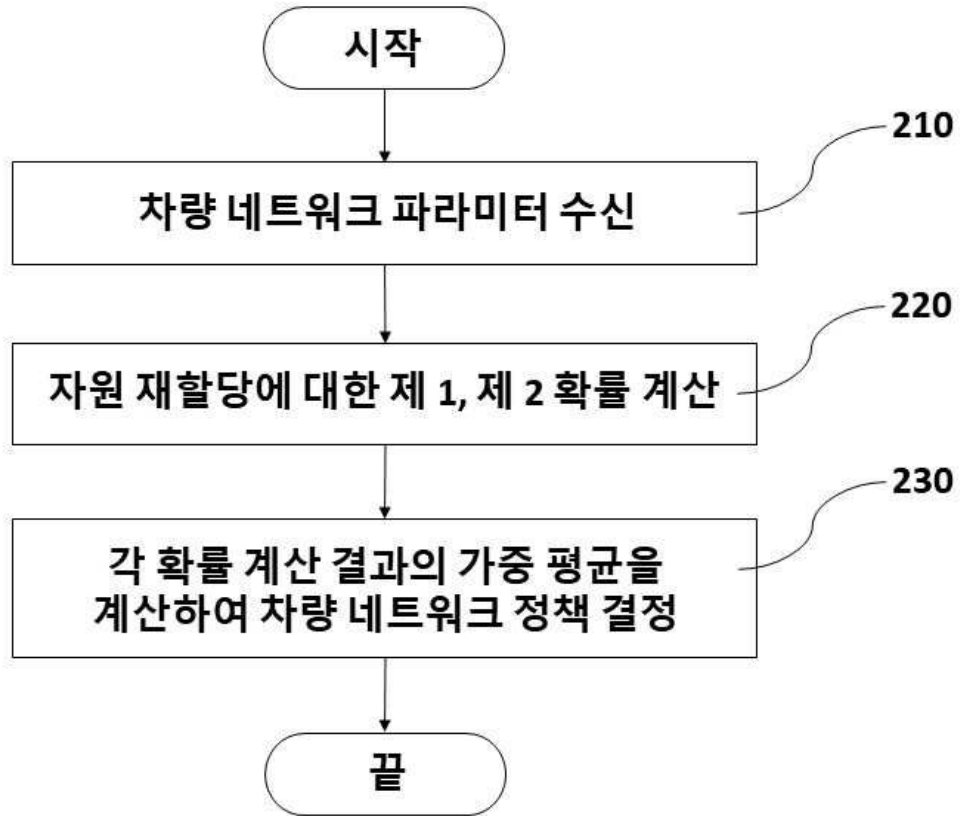 시작
210
차량 네트워크 파라미터 수신
220
자원 재할당에 대한 제 1, 제 2 확률 계산
230
각 확률 계산 결과의 가중 평균을
계산하여 차량 네트워크 정책 결정
끝